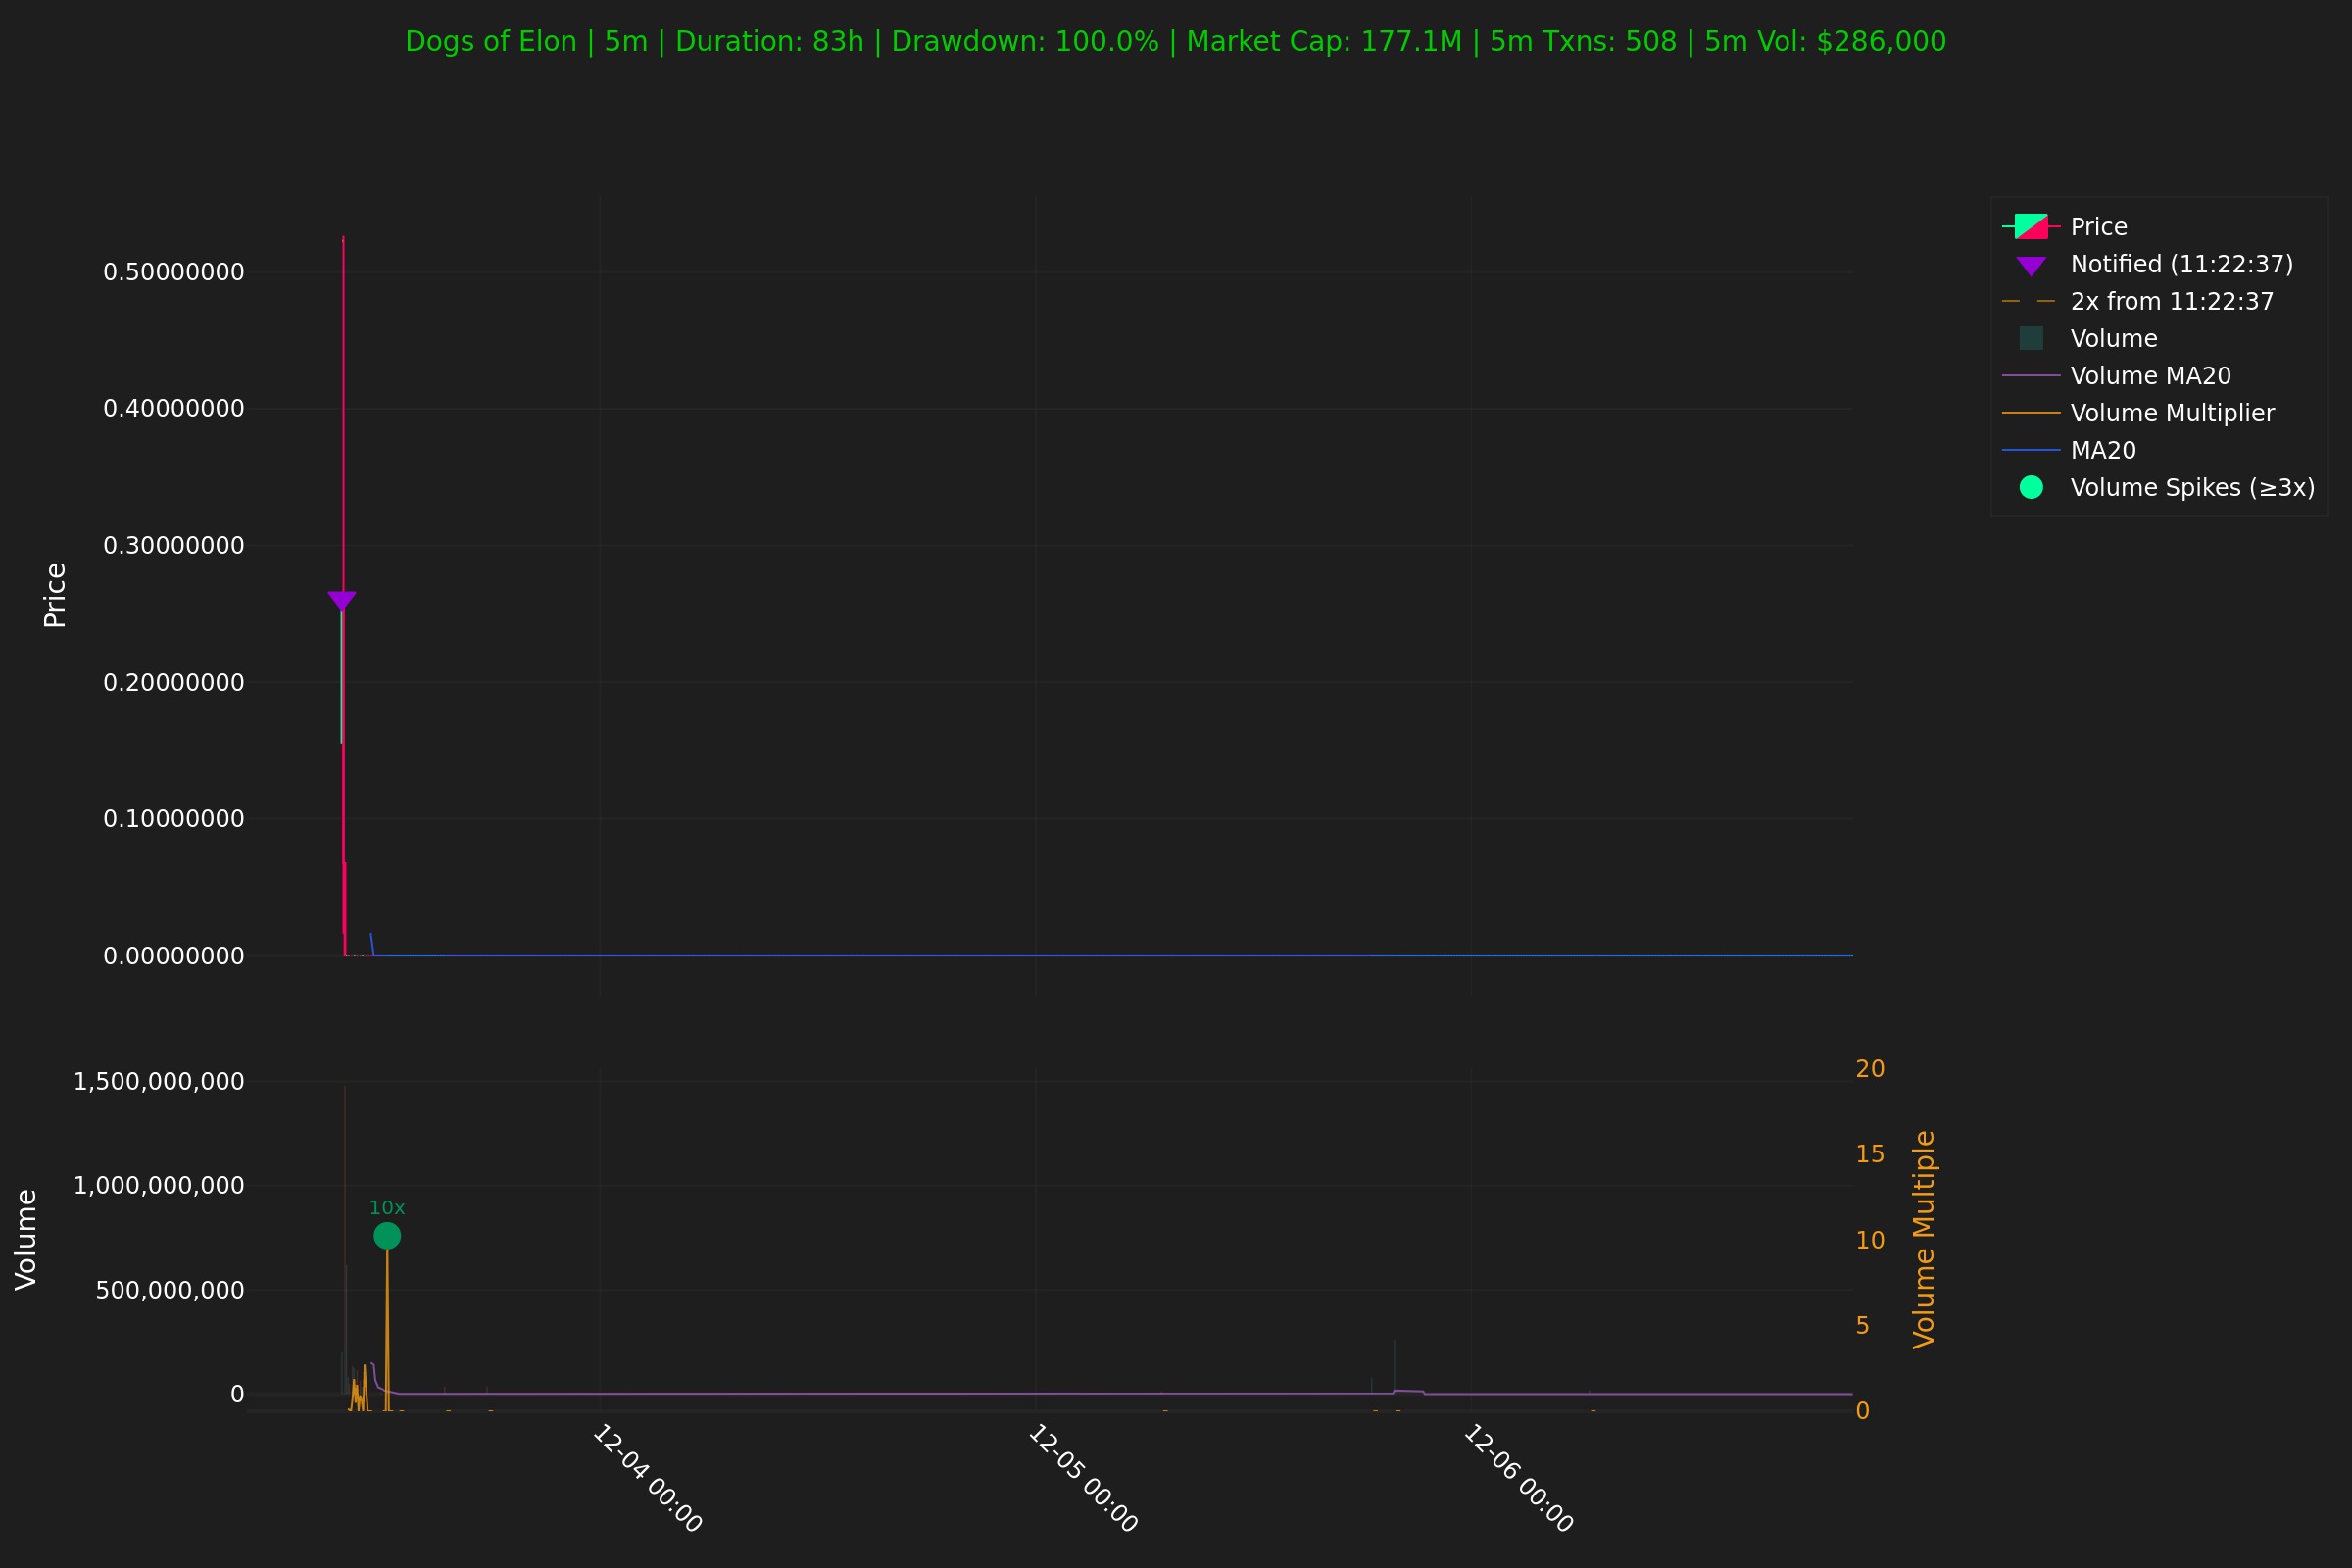 Dogs of Elon | 5m | Duration: 83h | Drawdown: 100.0% | Market Cap: 177.1M | 5m Txns: 508 | 5m Vol: $286,000
Price
0.50000000
0.40000000
0.30000000
0.20000000
0.10000000
0.00000000
Price
Notified (11:22:37)
2x from 11:22:37
Volume
Volume MA20
Volume Multiplier
MA20
Volume Spikes (≥3x)
Volume
1,500,000,000
1,000,000,000
500,000,000
0
10x
20
15
10
5
0
Volume Multiple
12-04 00:00
12-05 00:00
12-06 00:00